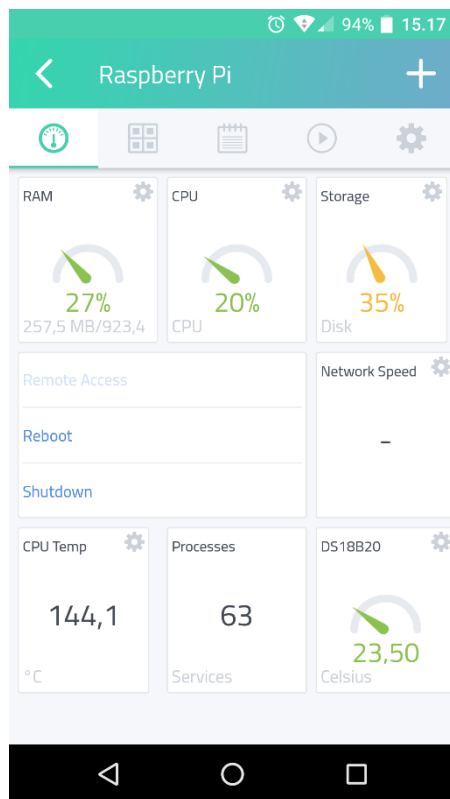 94% 15.17
Raspberry Pi
RAM
27%
257,5 MB/923,4
CPU
20%
CPU
Storage
35%
Disk
Remote Access
Reboot
Shutdown
Network Speed
-
CPU Temp
144,1
°C
Processes
63
Services
DS18B20
23,50
Celsius